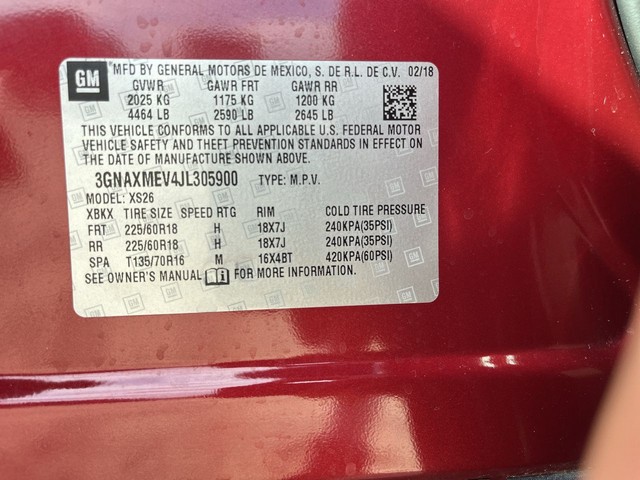 GM MFD BY GENERAL MOTORS DE MEXICO, S. DE R.L. DE C.V. 02/18
GVWR GAWR FRT GAWR RR
2025 KG 1175 KG 1200 KG
4464 LB 2590 LB 2645 LB
THIS VEHICLE CONFORMS TO ALL APPLICABLE U.S. FEDERAL MOTOR
VEHICLE SAFETY AND THEFT PREVENTION STANDARDS IN EFFECT ON
THE DATE OF MANUFACTURE SHOWN ABOVE.
3GNAXMEV4JL305900 TYPE: M.P.V.
MODEL: XS26
XBKX TIRE SIZE SPEED RTG RIM COLD TIRE PRESSURE
FRT 225/60R18 H 18X7J 240KPA(35PSI)
RR 225/60R18 H 18X7J 240KPA(35PSI)
SPA T135/70R16 M 16X4BT 420KPA(60PSI)
SEE OWNER'S MANUAL FOR MORE INFORMATION.